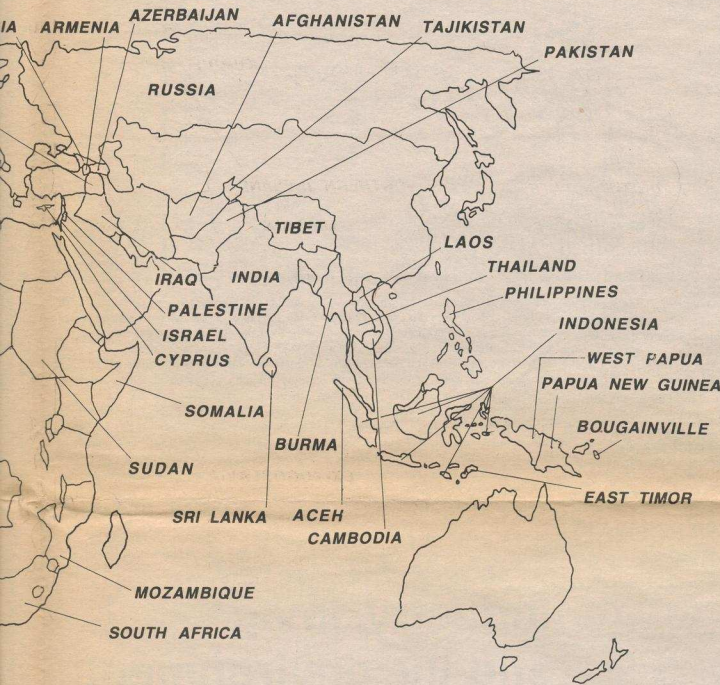 IA ARMENIA
AZERBAIJAN
AFGHANISTAN
TAJIKISTAN
PAKISTAN
RUSSIA
TIBET
LAOS
IRAQ
INDIA
THAILAND
PALESTINE
PHILIPPINES
ISRAEL
INDONESIA
CYPRUS
WEST PAPUA
PAPUA NEW GUINEA
SOMALIA
BOUGAINVILLE
BURMA
SUDAN
EAST TIMOR
SRI LANKA
ACEH
CAMBODIA
MOZAMBIQUE
SOUTH AFRICA